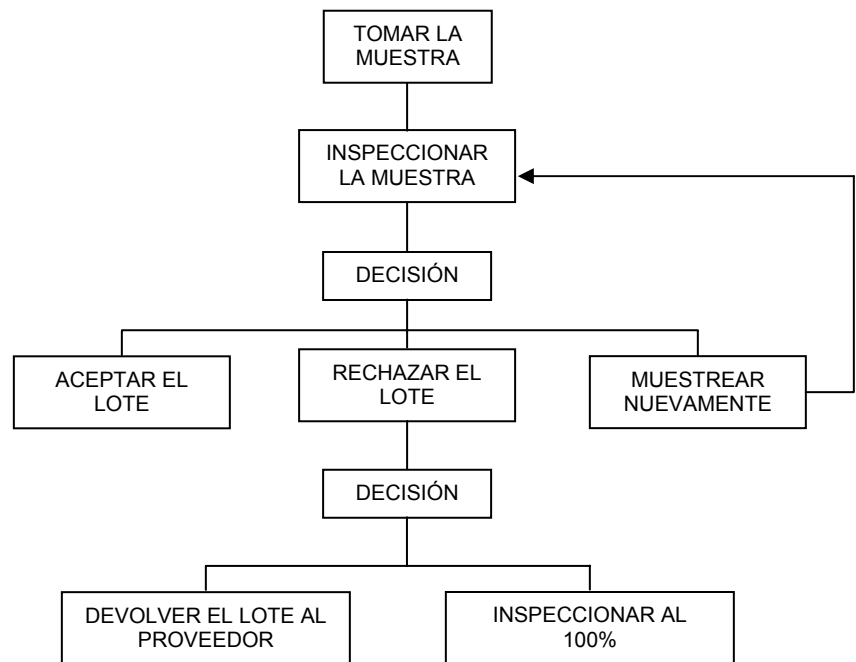 TOMAR LA
MUESTRA
INSPECCIONAR
LA MUESTRA
DECISIÓN
ACEPTAR EL
LOTE
RECHAZAR EL
LOTE
MUESTREAR
NUEVAMENTE
DECISIÓN
DEVOLVER EL LOTE AL
PROVEEDOR
INSPECCIONAR AL
100%